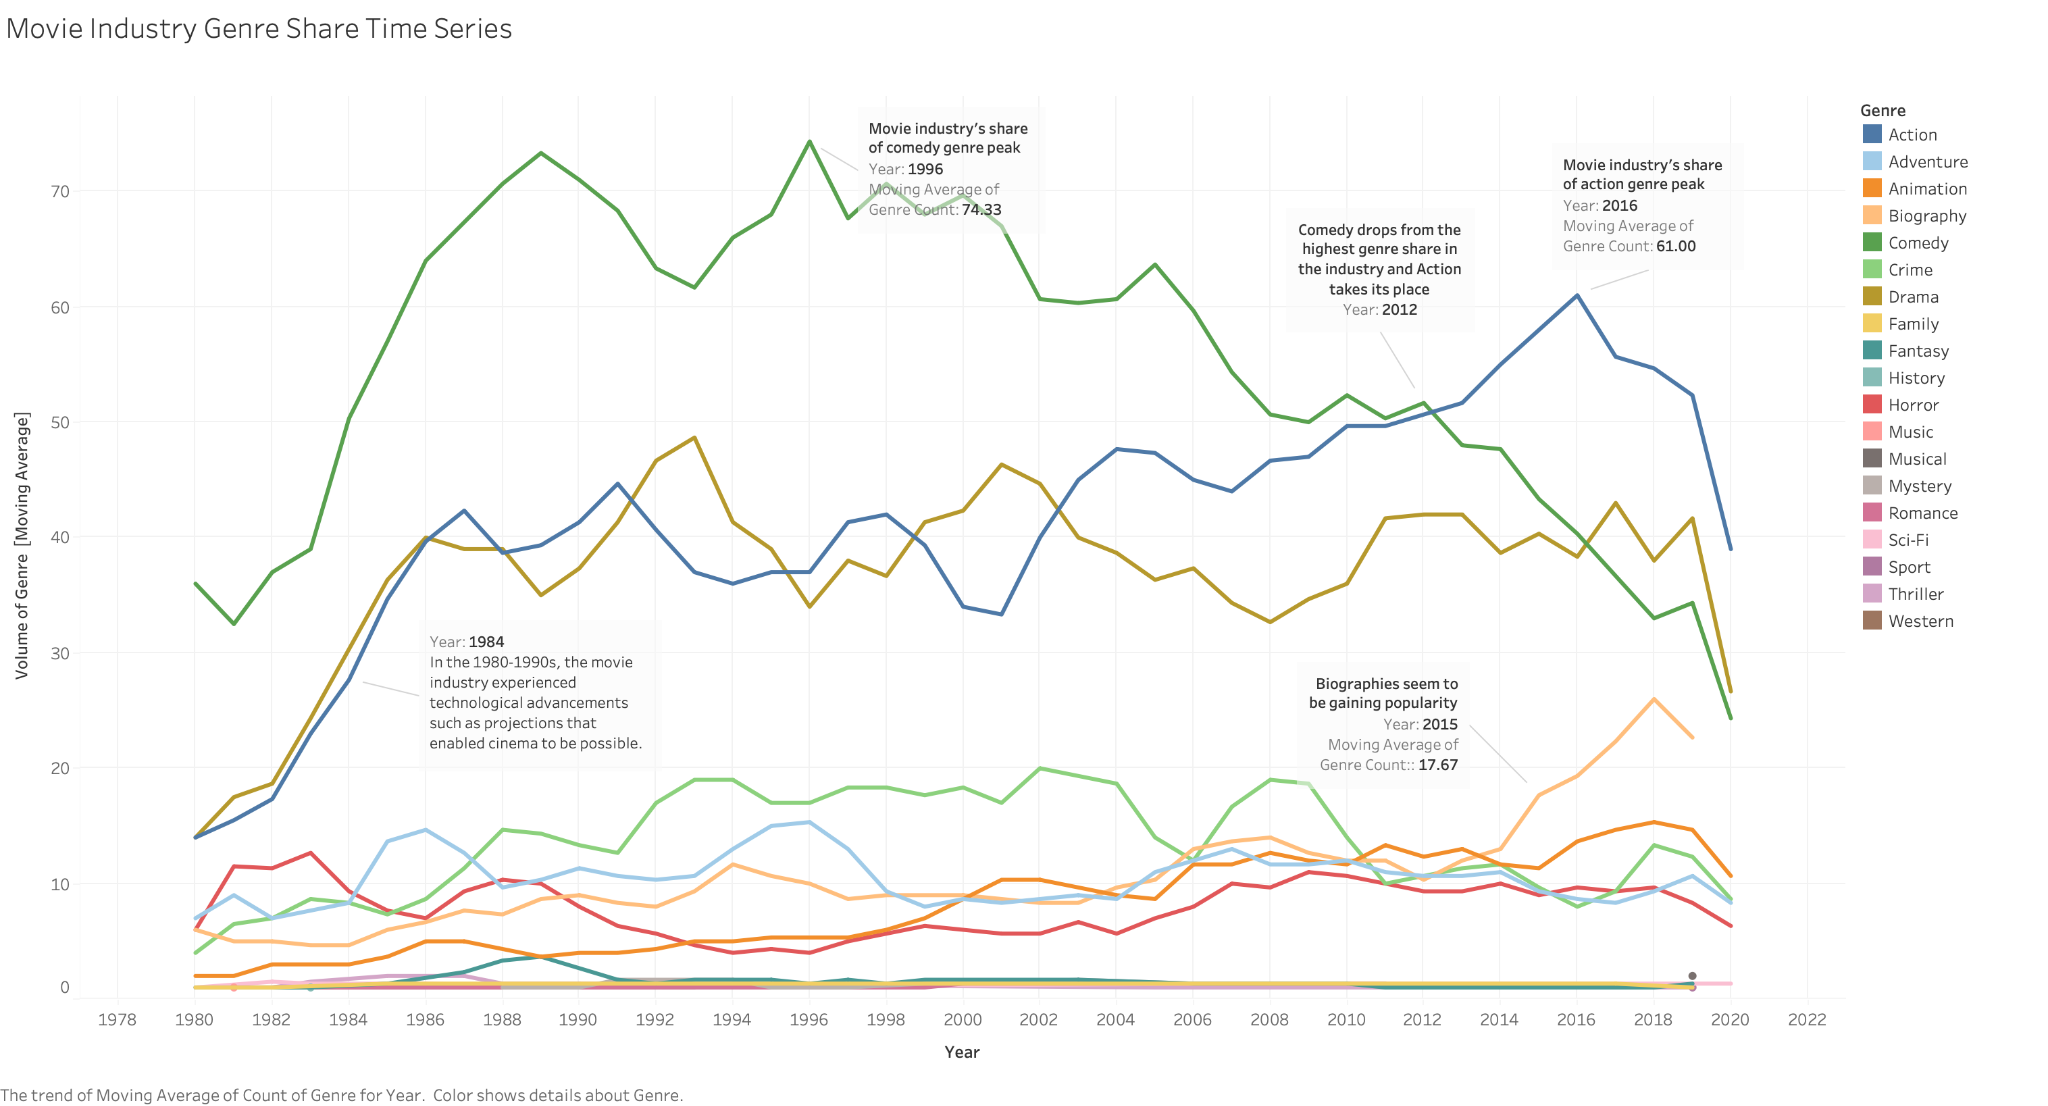 Movie Industry Genre Share Time Series
Movie industry's share
of comedy genre peak
Year: 1996
Moving Average of
Genre Count: 74.33
Movie industry's share
of action genre peak
Year: 2016
Moving Average of
Genre Count: 61.00
Comedy drops from the
highest genre share in
the industry and Action
takes its place
Year: 2012
Year: 1984
In the 1980-1990s, the movie
industry experienced
technological advancements
such as projections that
enabled cinema to be possible.
Biographies seem to
be gaining popularity
Year: 2015
Moving Average of
Genre Count:: 17.67
Volume of Genre [Moving Average]
70
60
50
40
30
20
10
0
1978 1980 1982 1984 1986 1988 1990 1992 1994 1996 1998 2000 2002 2004 2006 2008 2010 2012 2014 2016 2018 2020 2022
Year
Genre
Action
Adventure
Animation
Biography
Comedy
Crime
Drama
Family
Fantasy
History
Horror
Music
Musical
Mystery
Romance
Sci-Fi
Sport
Thriller
Western
The trend of Moving Average of Count of Genre for Year. Color shows details about Genre.